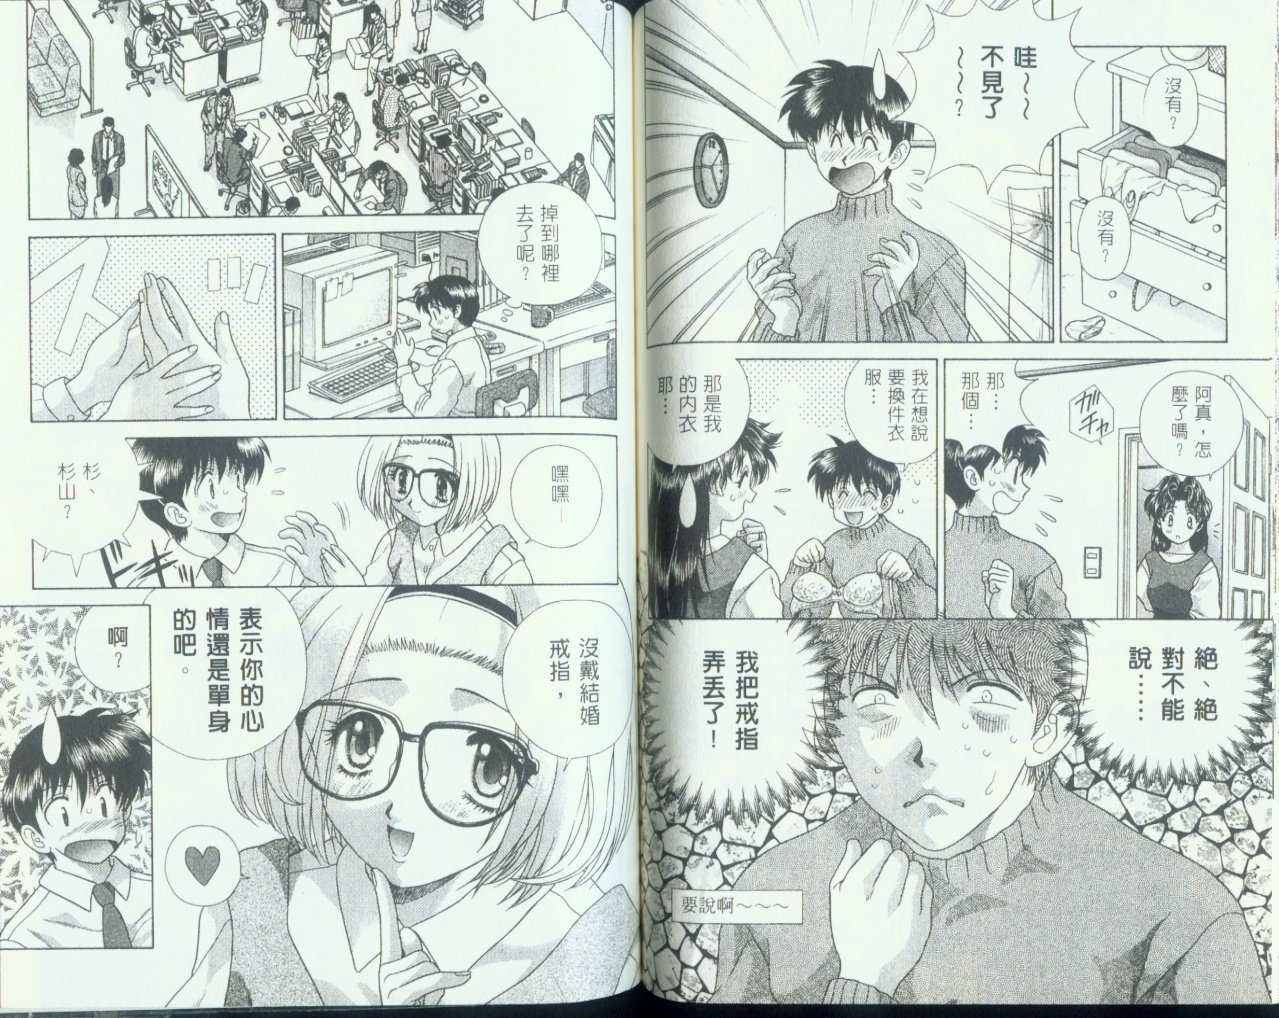 沒有？
沒有？
哇～～
不見了
～～～？
阿真，怎
麼了嗎？
ガチャ
那…
那個…
我在想說
要換件衣
服…
那是我
的內衣
耶…
絕、絕
對不能
說……
我把戒指
弄丟了！
要說啊～～～
掉到哪裡
去了呢？
嘿嘿—
杉、
杉山？
ドキ
沒戴結婚
戒指，
表示你的心
情還是單身
的吧。
啊？